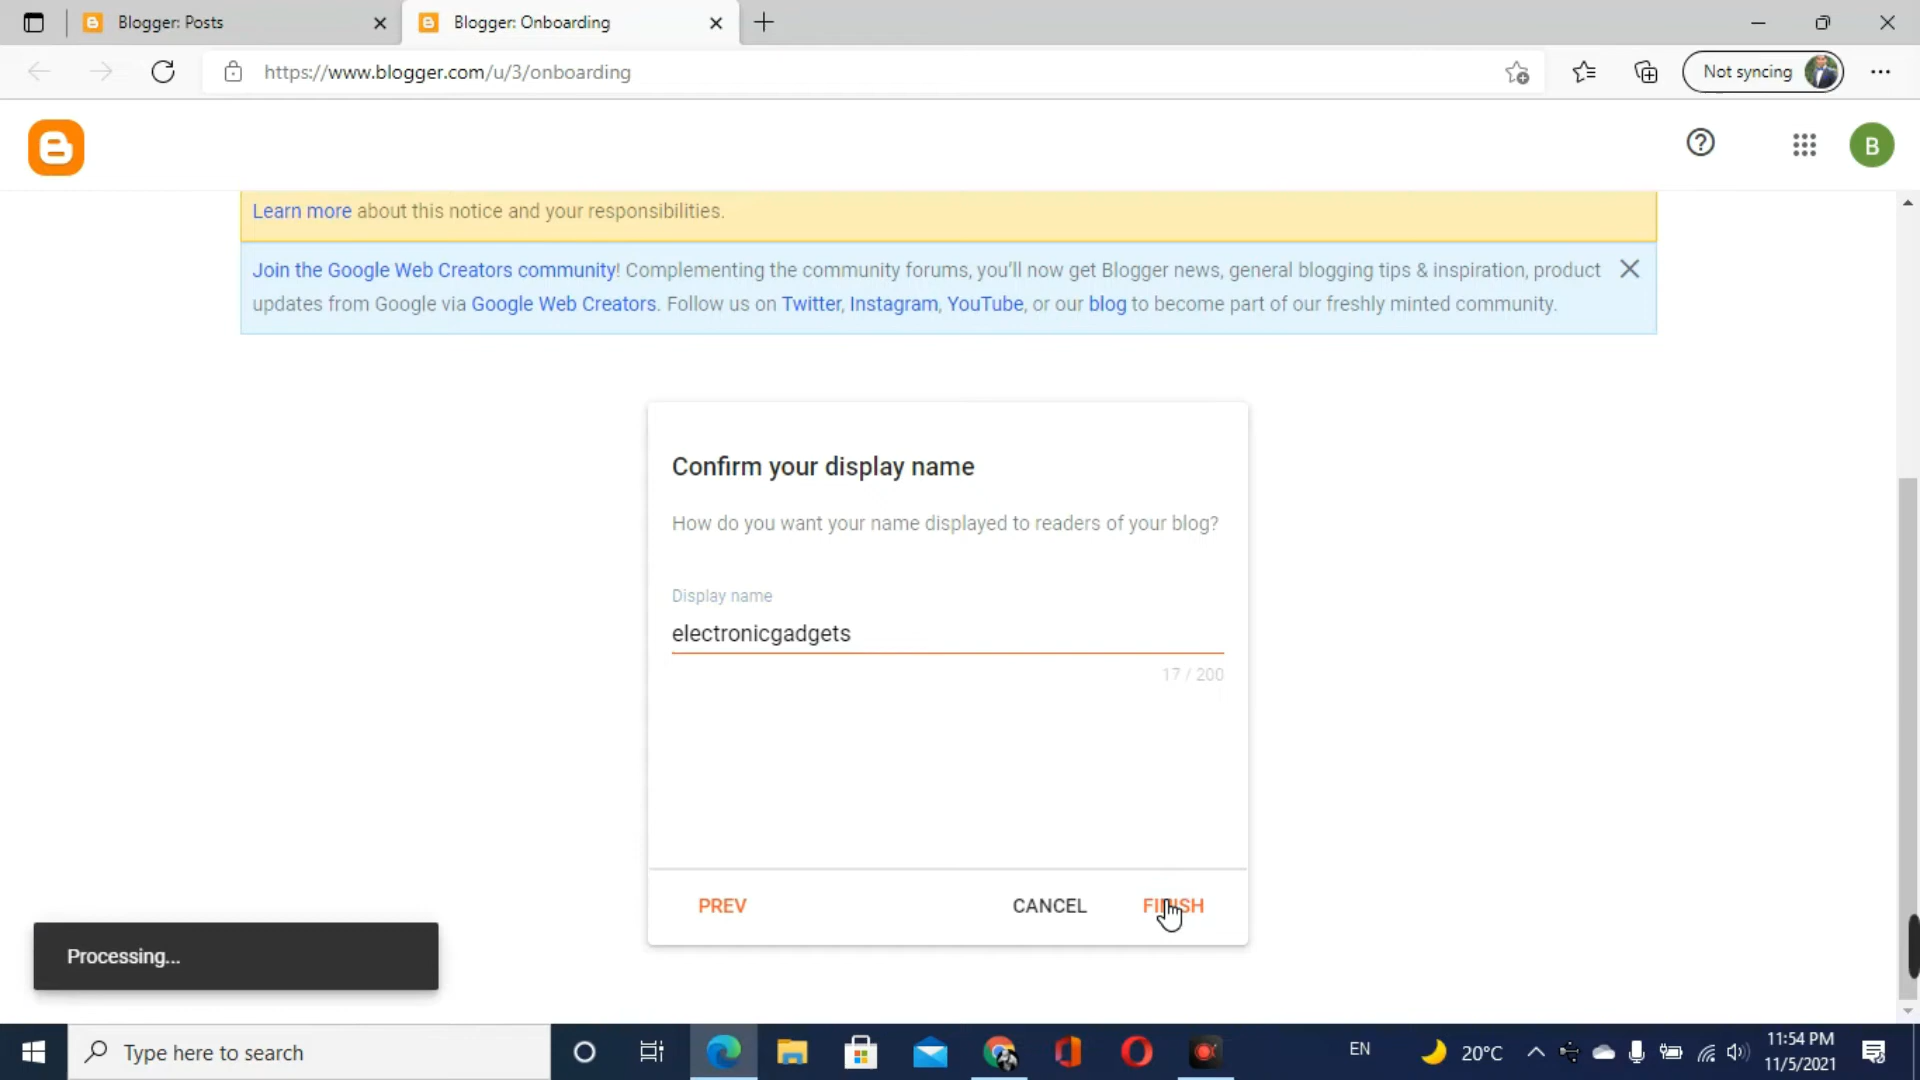 Blogger: Posts
Blogger: Onboarding
https://www.blogger.com/u/3/onboarding
Not syncing
B
Learn more about this notice and your responsibilities.
Join the Google Web Creators community! Complementing the community forums, you'll now get Blogger news, general blogging tips & inspiration, product
updates from Google via Google Web Creators. Follow us on Twitter, Instagram, YouTube, or our blog to become part of our freshly minted community.
Confirm your display name
How do you want your name displayed to readers of your blog?
Display name
electronicgadgets
17 / 200
PREV
CANCEL
FINISH
Processing...
Type here to search
EN
20°C
11:54 PM
11/5/2021